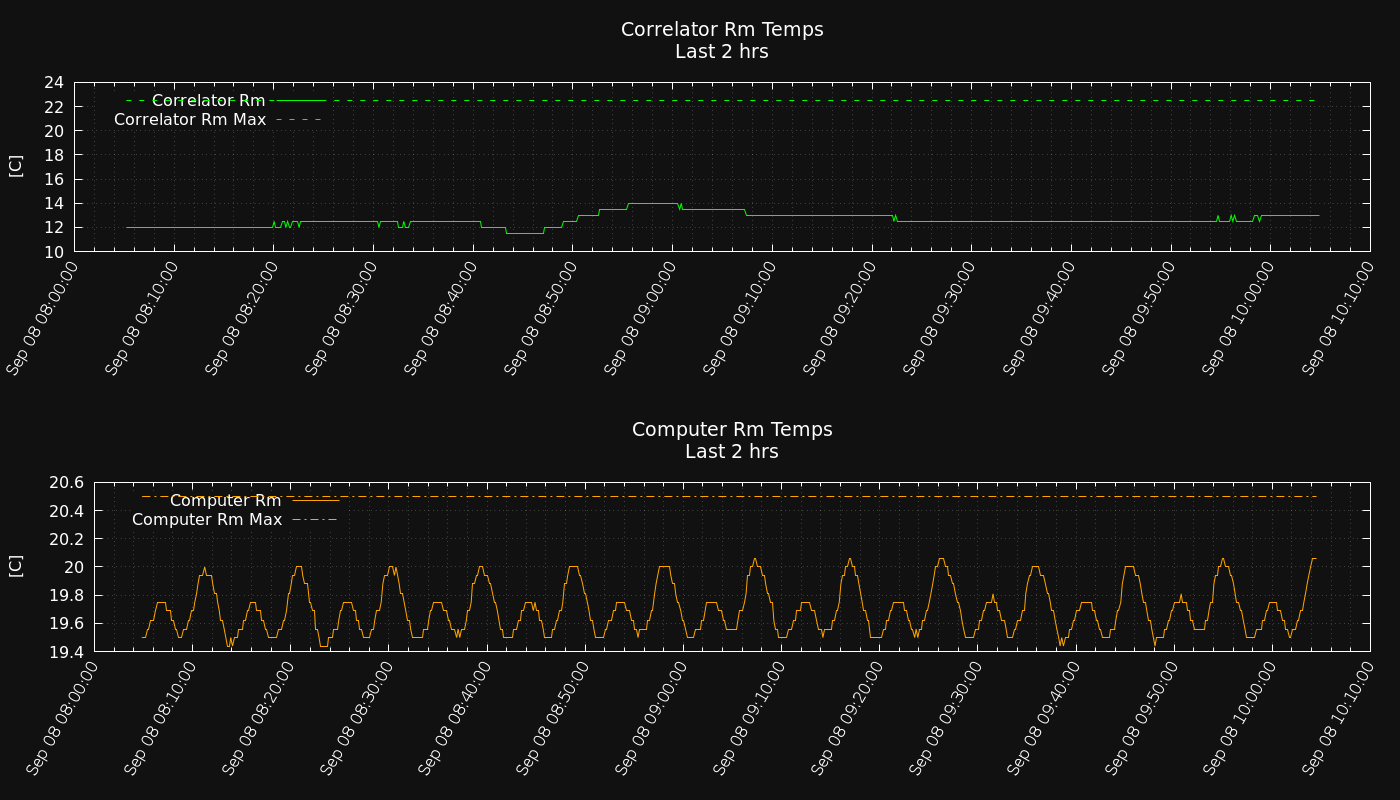 Correlator Rm Temps
Last 2 hrs
24
22
20
18
16
14
12
10
[C]
Correlator Rm
Correlator Rm Max
Sep 08 08:00:00
Sep 08 08:10:00
Sep 08 08:20:00
Sep 08 08:30:00
Sep 08 08:40:00
Sep 08 08:50:00
Sep 08 09:00:00
Sep 08 09:10:00
Sep 08 09:20:00
Sep 08 09:30:00
Sep 08 09:40:00
Sep 08 09:50:00
Sep 08 10:00:00
Sep 08 10:10:00
Computer Rm Temps
Last 2 hrs
20.6
20.4
20.2
20
19.8
19.6
19.4
[C]
Computer Rm
Computer Rm Max
Sep 08 08:00:00
Sep 08 08:10:00
Sep 08 08:20:00
Sep 08 08:30:00
Sep 08 08:40:00
Sep 08 08:50:00
Sep 08 09:00:00
Sep 08 09:10:00
Sep 08 09:20:00
Sep 08 09:30:00
Sep 08 09:40:00
Sep 08 09:50:00
Sep 08 10:00:00
Sep 08 10:10:00